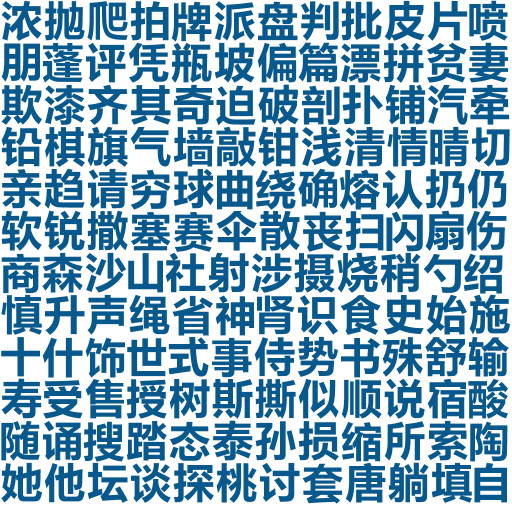 浓抛爬拍牌派盘判批皮片喷
朋蓬评凭瓶坡偏篇漂拼贫妻
欺漆齐其奇迫破剖扑铺汽牵
铅棋旗气墙敲钳浅清情晴切
亲趋请穷球曲绕确熔认扔仍
软锐撒塞赛伞散丧扫闪扇伤
商森沙山社射涉摄烧稍勺绍
慎升声绳省神肾识食史始施
十什饰世式事侍势书殊舒输
寿受售授树斯撕似顺说宿酸
随诵搜踏态泰孙损缩所索陶
她他坛谈探桃讨套唐躺填自